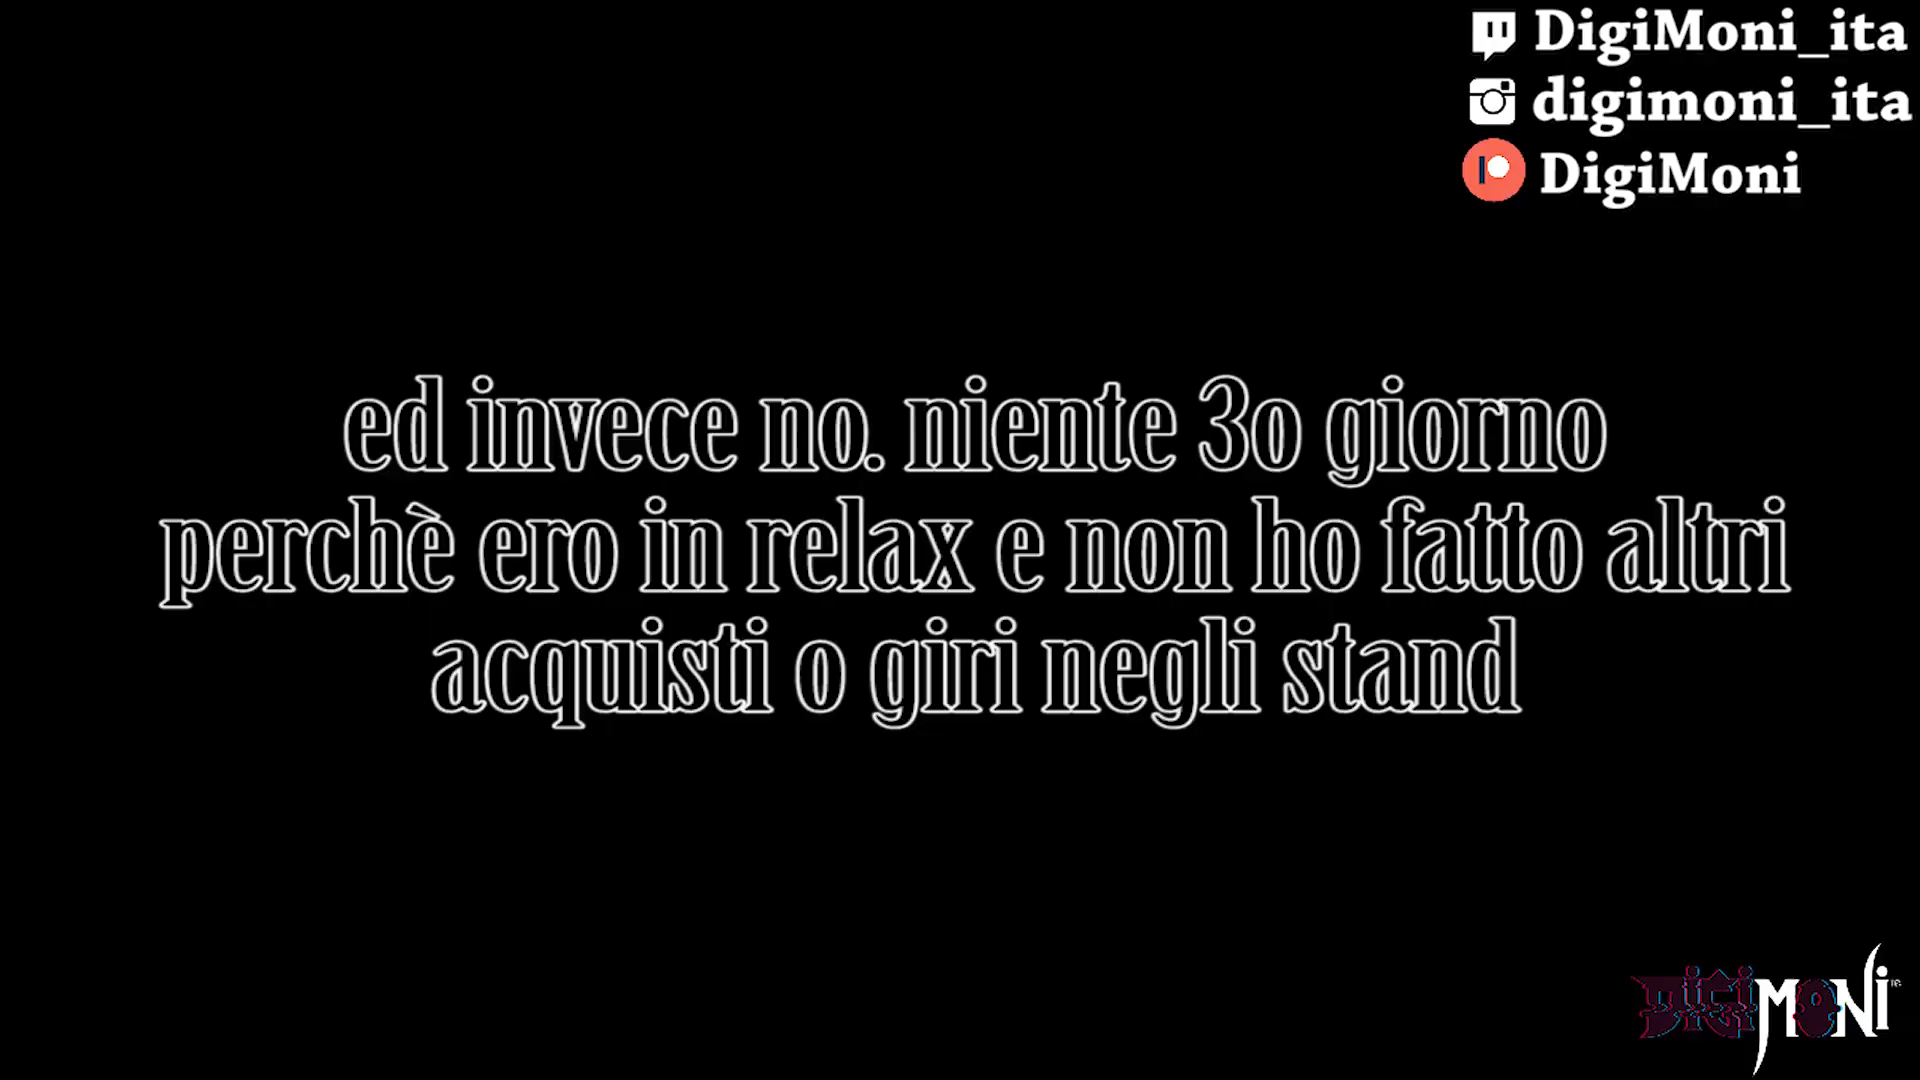 DigiMoni_ita
digimoni_ita
DigiMoni
ed invece no. niente 3o giorno
perchè ero in relax e non ho fatto altri
acquisti o giri negli stand
DIGIMONI